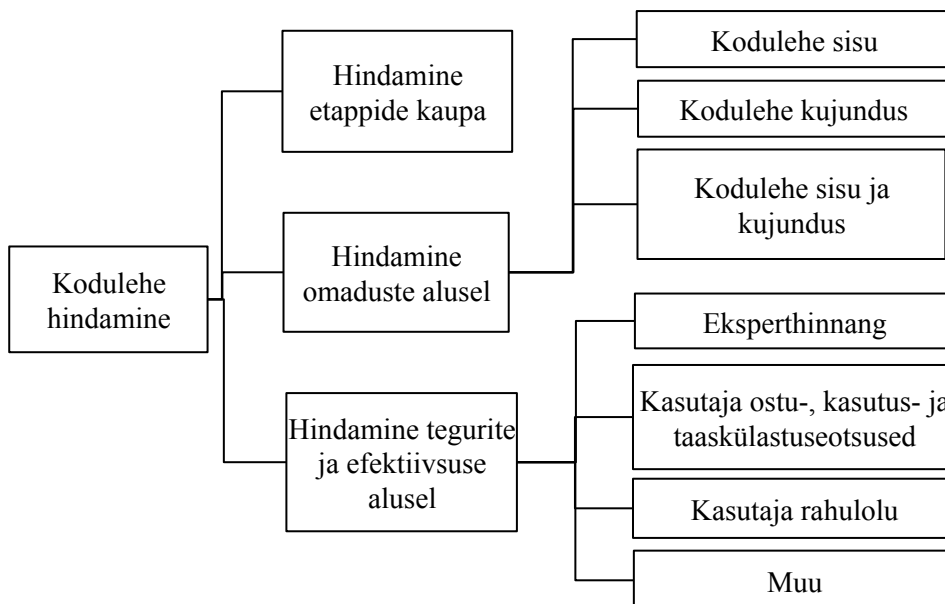 Kodulehe
hindamine
Hindamine
etappide kaupa
Hindamine
omaduste alusel
Kodulehe sisu
Kodulehe kujundus
Kodulehe sisu ja
kujundus
Hindamine tegurite
ja efektiivsuse
alusel
Eksperthinnang
Kasutaja ostu-, kasutus- ja
taaskülastuseotsused
Kasutaja rahulolu
Muu